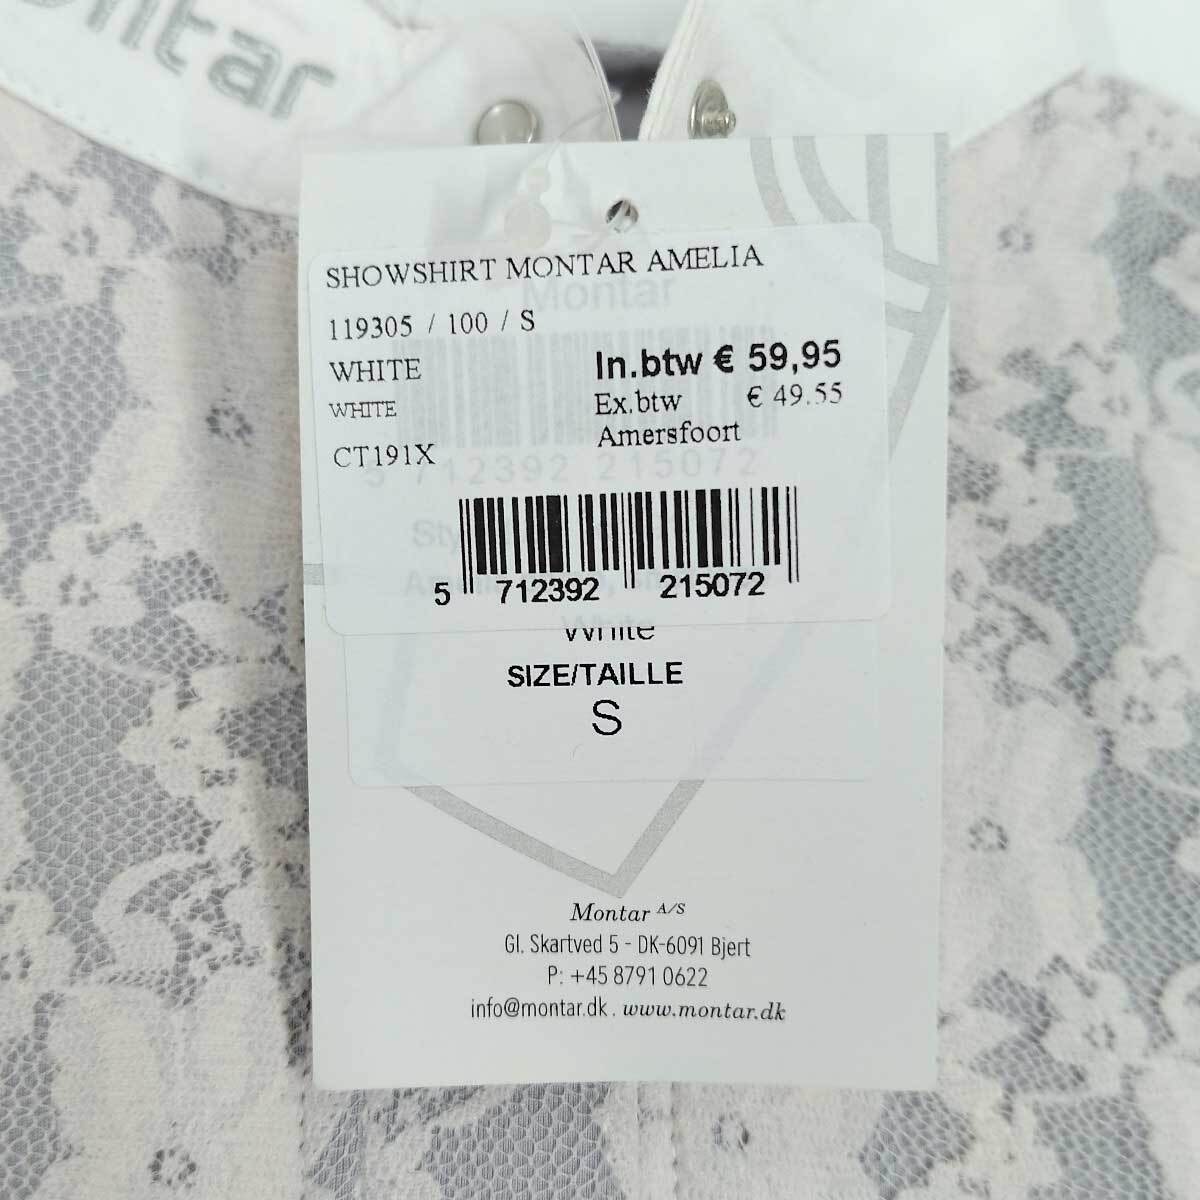 ntar
SHOWSHIRT MONTAR AMELIA
Montar
119305 / 100 / S
WHITE
In.btw € 59,95
WHITE
Ex.btw € 49.55
Amersfoort
CT191X
5 712392 215072
5 712392 215072
White
SIZE/TAILLE
S
Montar A/S
Gl. Skartved 5 - DK-6091 Bjert
P: +45 8791 0622
info@montar.dk . www.montar.dk